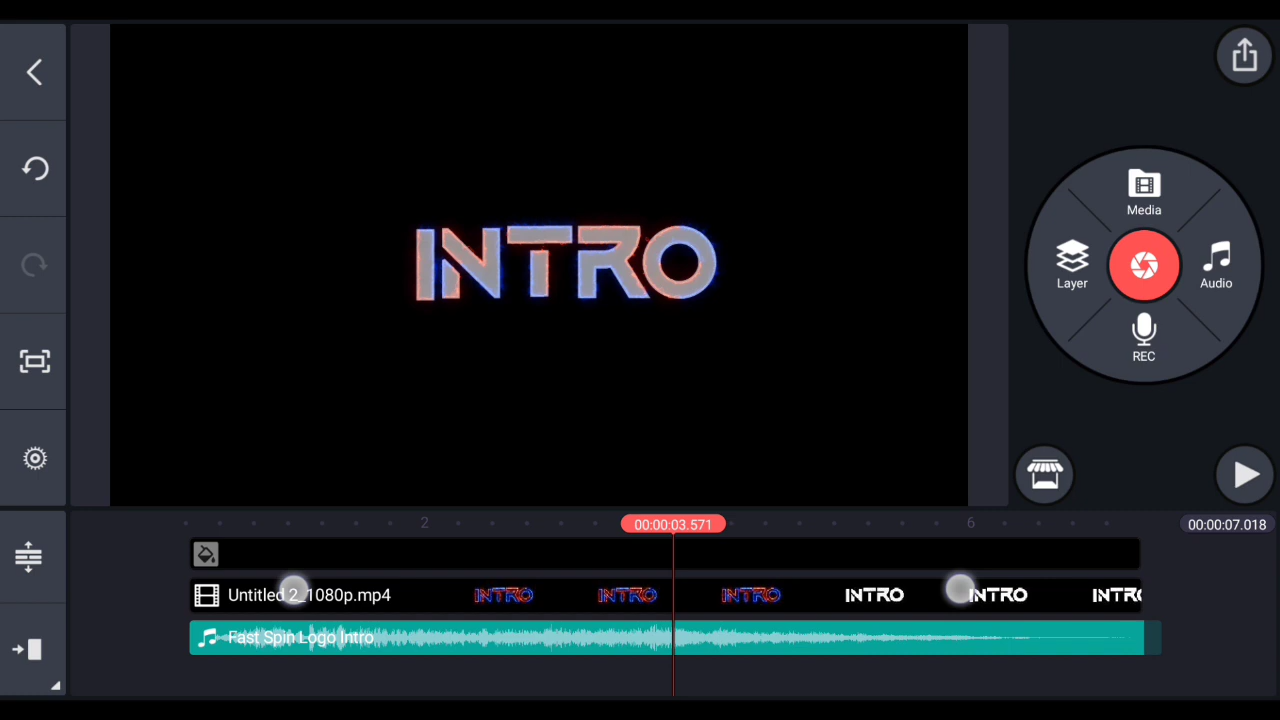 INTRO
Media
Layer
Audio
REC
2
00:00:03.571
6
00:00:07.018
Untitled 2_1080p.mp4
INTRO INTRO INTRO INTRO INTRO INTR
Fast Spin Logo Intro